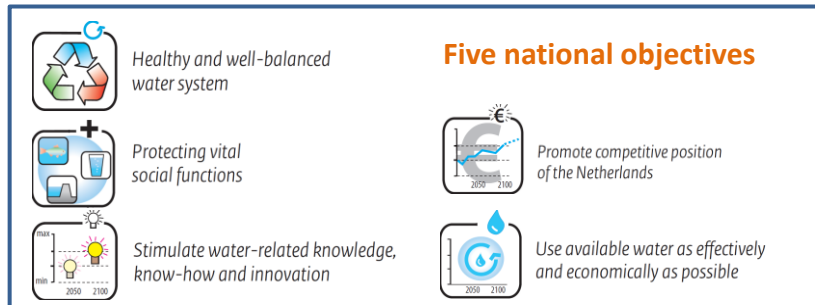 Five national objectives
Healthy and well-balanced
water system
Protecting vital
social functions
max
min
2050 2100
Stimulate water-related knowledge,
know-how and innovation
€
€
2050 2100
Promote competitive position
of the Netherlands
2050 2100
Use available water as effectively
and economically as possible